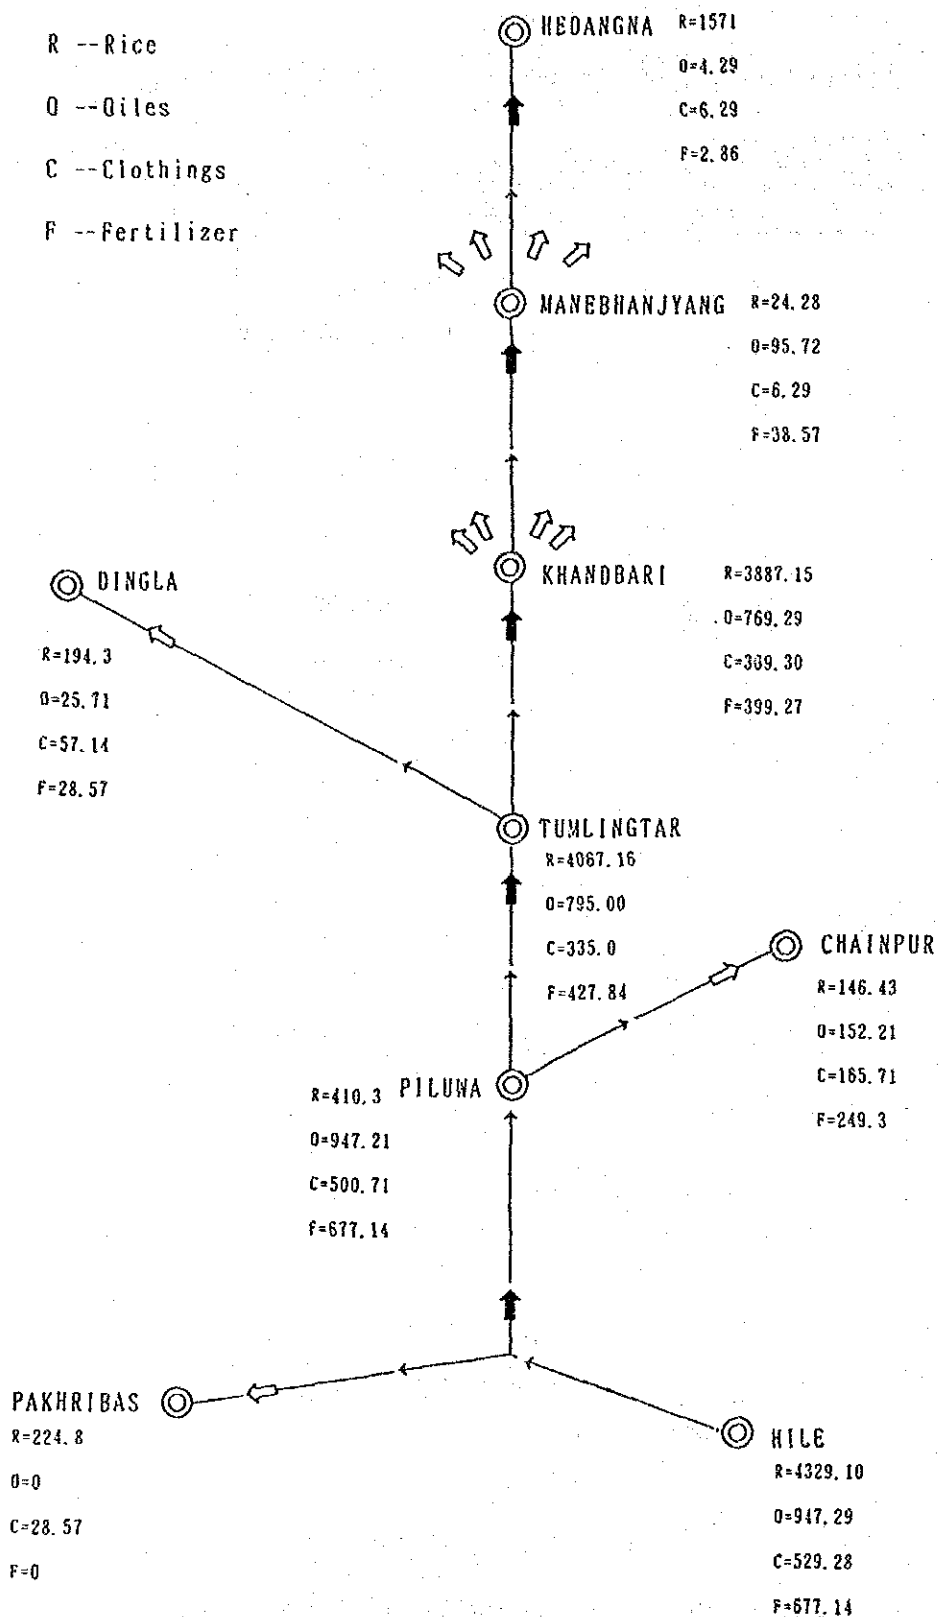 R --Rice
O --Oiles
C --Clothings
F --Fertilizer
HEDANGNA
R=1571
O=4.29
C=6.29
F=2.86
MANEBHANJYANG
R=24.28
O=95.72
C=6.29
F=38.57
KHANDBARI
R=3887.15
O=769.29
C=309.30
F=399.27
DINGLA
R=194.3
O=25.71
C=57.14
F=28.57
TUMLINGTAR
R=4067.16
O=795.00
C=335.0
F=427.84
CHAINPUR
R=146.43
O=152.21
C=165.71
F=249.3
PILUWA
R=410.3
O=947.21
C=500.71
F=677.14
PAKHRIBAS
R=224.8
O=0
C=28.57
F=0
HILE
R=4329.10
O=947.29
C=529.28
F=677.14